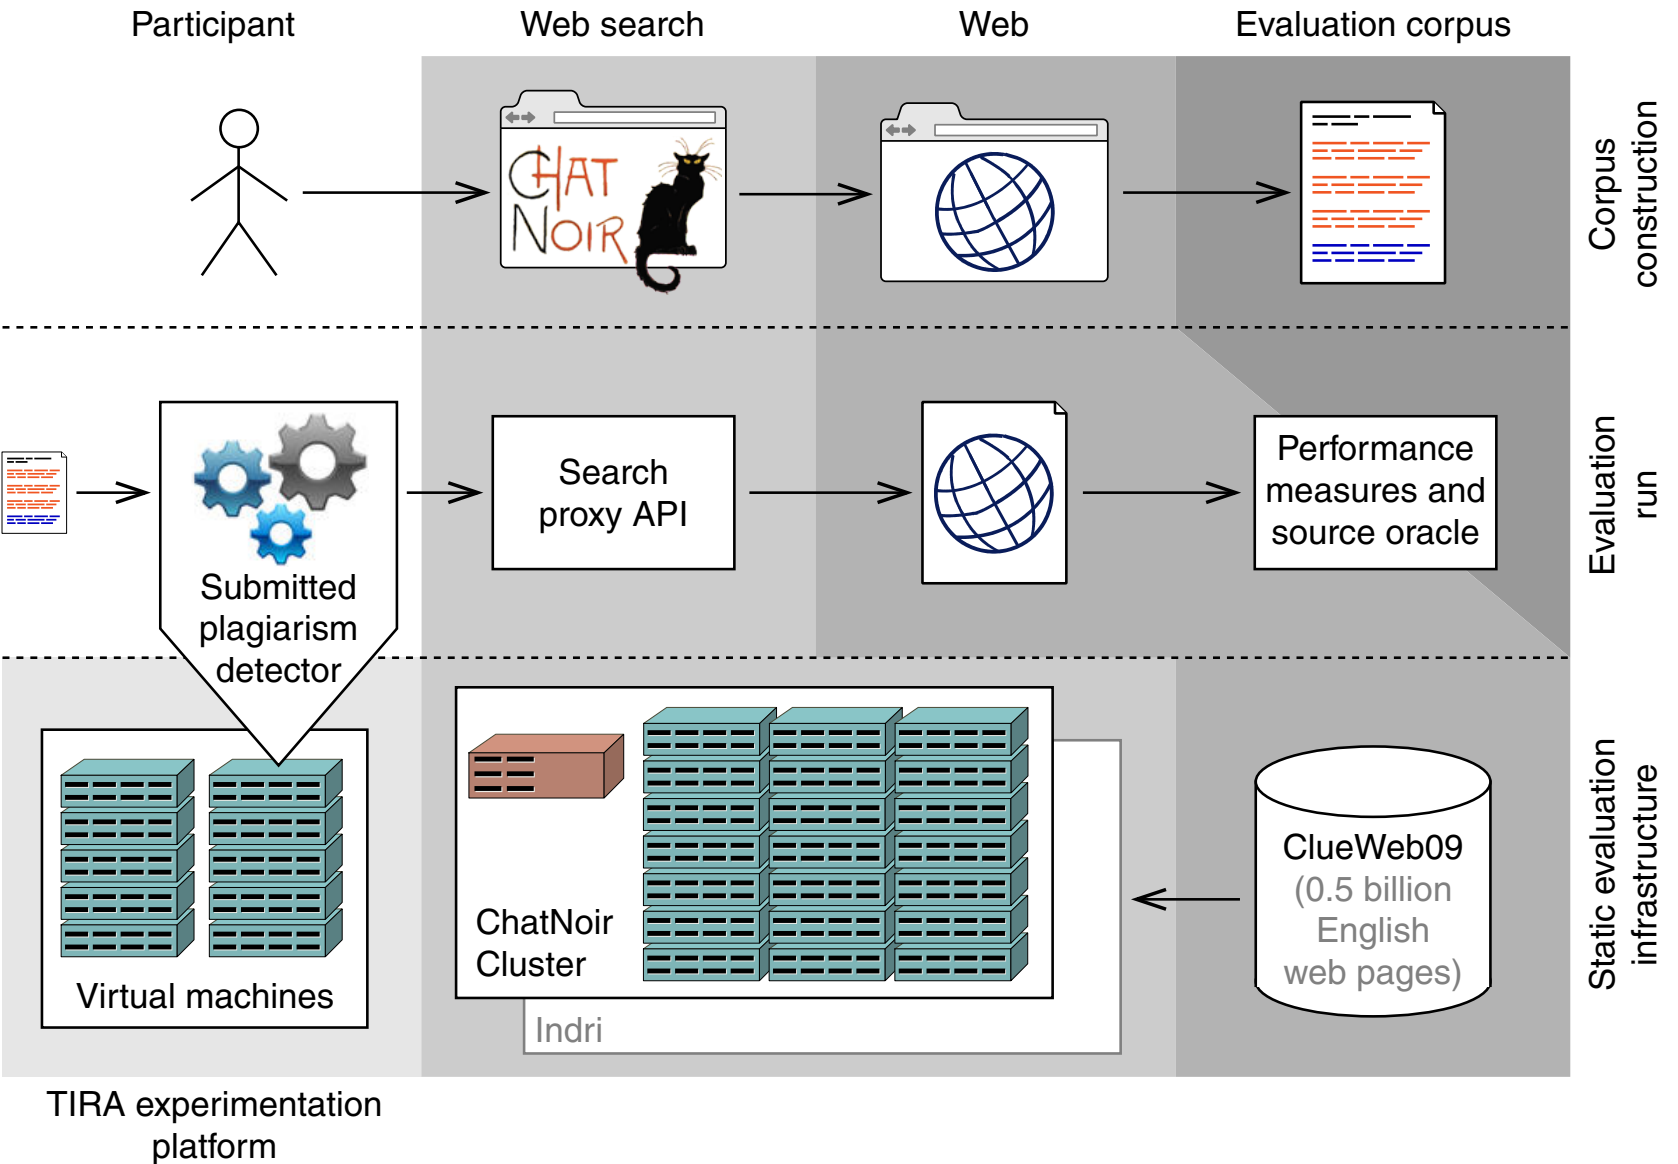 Participant
Web search
Web
Evaluation corpus
CHAT
NOIR
Corpus
construction
Submitted
plagiarism
detector
Search
proxy API
Performance
measures and
source oracle
Evaluation
run
Virtual machines
ChatNoir
Cluster
Indri
ClueWeb09
(0.5 billion
English
web pages)
Static evaluation
infrastructure
TIRA experimentation
platform